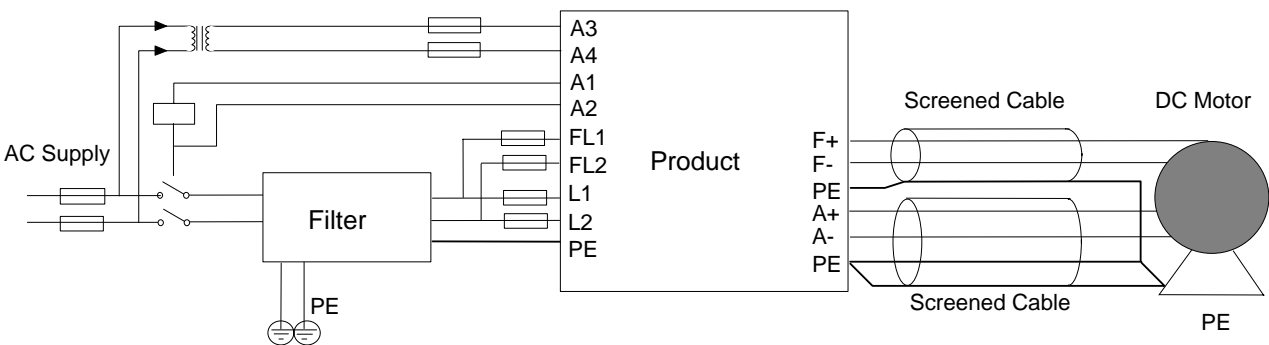 AC Supply
Filter
PE
A3
A4
A1
A2
FL1
FL2
L1
L2
PE
Product
F+
F-
PE
A+
A-
PE
Screened Cable
Screened Cable
DC Motor
PE